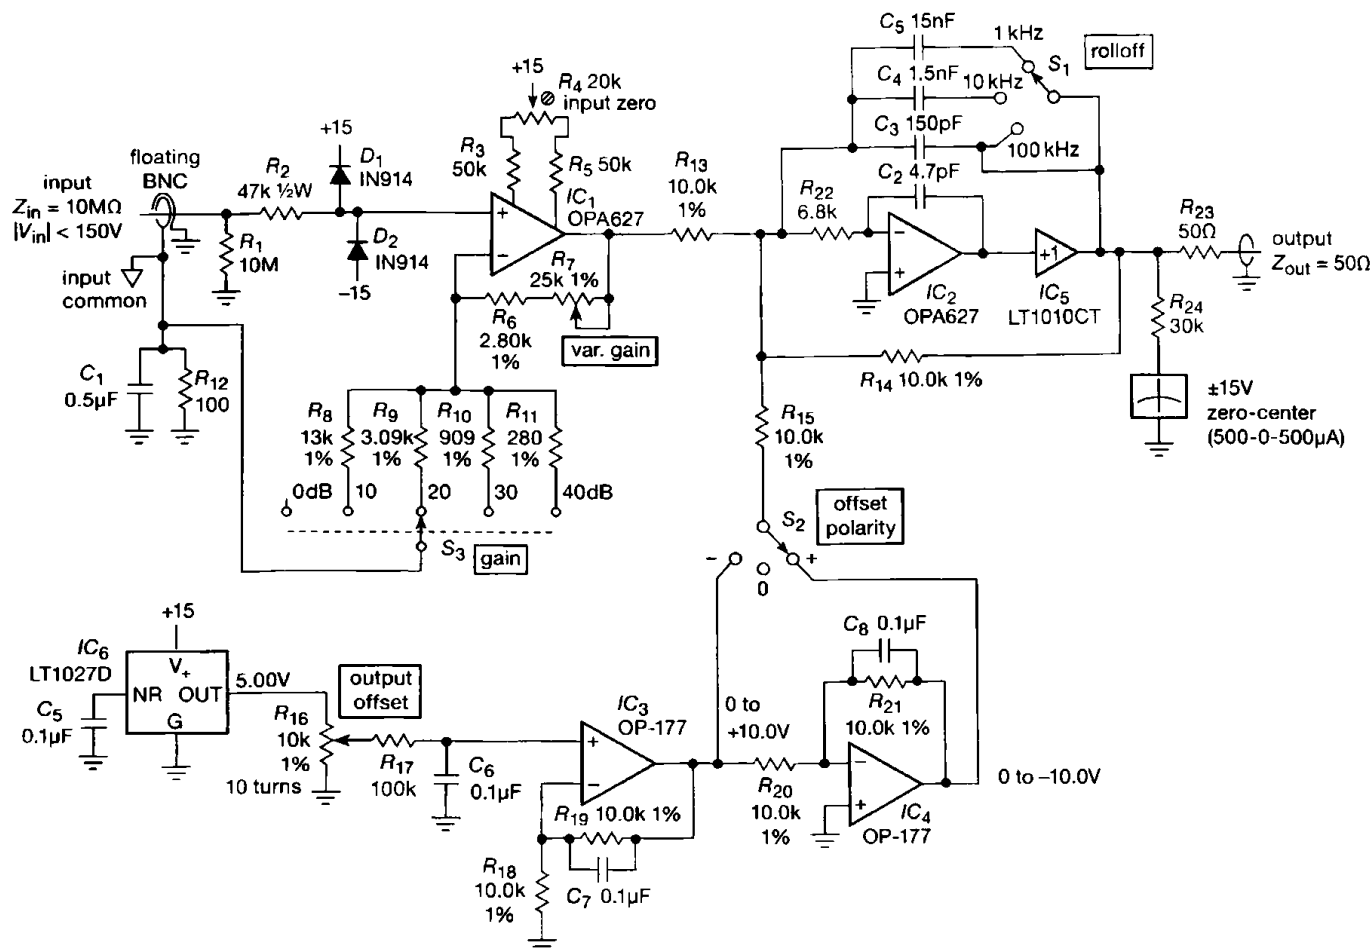 C5 15nF
1 kHz
S1
rolloff
C4 1.5nF
10 kHz
C3 150pF
100 kHz
C2 4.7pF
+15
R4 20k
input zero
R3
50k
R5 50k
IC1
OPA627
+15
D1
IN914
floating
BNC
R2
47k ½W
input
Zin = 10MΩ
|Vin| < 150V
R1
10M
D2
IN914
–15
input
common
R13
10.0k
1%
R22
6.8k
IC2
OPA627
+1
IC5
LT1010CT
R23
50Ω
output
Zout = 50Ω
R24
30k
±15V
zero-center
(500-0-500µA)
R7
25k 1%
R6
2.80k
1%
var. gain
R14 10.0k 1%
C1
0.5µF
R12
100
R8
13k
1%
R9
3.09k
1%
R10
909
1%
R11
280
1%
0dB
10
20
30
40dB
S3
gain
R15
10.0k
1%
S2
offset
polarity
–
0
+
+15
IC6
LT1027D
V+
NR
OUT
G
5.00V
C5
0.1µF
output
offset
R16
10k
1%
10 turns
R17
100k
C6
0.1µF
IC3
OP-177
+
–
R19 10.0k 1%
C7 0.1µF
R18
10.0k
1%
0 to
+10.0V
R20
10.0k
1%
C8 0.1µF
R21
10.0k 1%
–
+
IC4
OP-177
0 to –10.0V